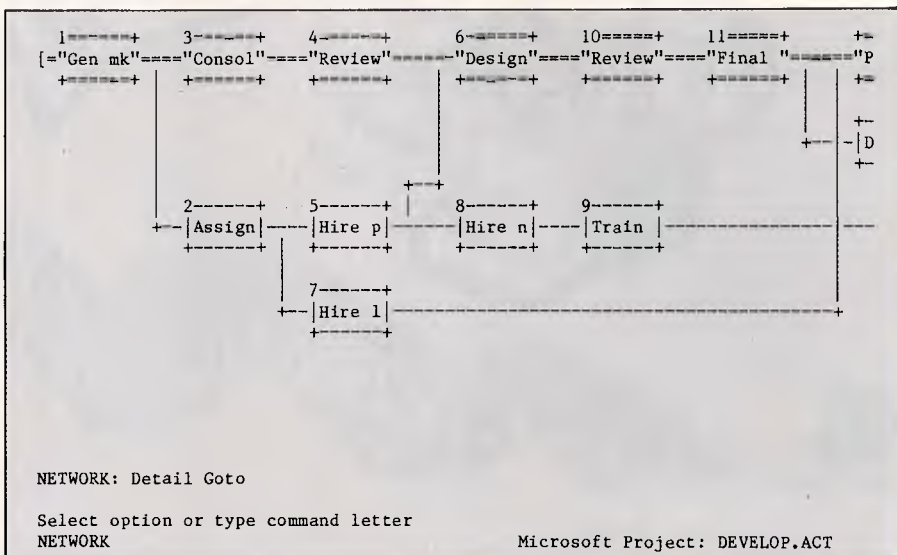 1======+ 3======+ 4------+ 6======+ 10=====+ 11=====+ +=
[="Gen mk"===="Consol"-===="Review"======-"Design"===="Review"===="Final "======"P
+======+ +======+ +======+ +======+ +======+ +======+ +=
+-
+-- -|D
+-
+--+
2------+ 5------+ 8------+ 9------+
+--|Assign|-----|Hire p|------|Hire n|----|Train |----------------
+------+ +------+ +------+ +------+
7------+
+--|Hire l|------------------------------------------+
+------+
NETWORK: Detail Goto
Select option or type command letter
NETWORK Microsoft Project: DEVELOP.ACT